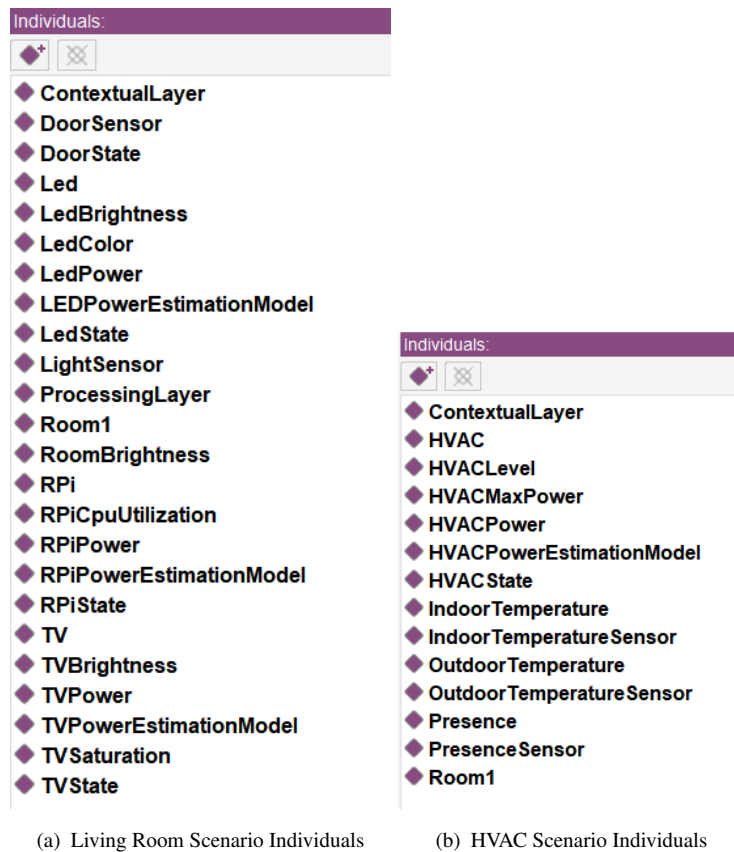 Individuals:
ContextualLayer
DoorSensor
DoorState
Led
LedBrightness
LedColor
LedPower
LEDPowerEstimationModel
LedState
LightSensor
ProcessingLayer
Room1
RoomBrightness
RPi
RPiCpuUtilization
RPiPower
RPiPowerEstimationModel
RPiState
TV
TVBrightness
TVPower
TVPowerEstimationModel
TVSaturation
TVState
(a) Living Room Scenario Individuals
Individuals:
ContextualLayer
HVAC
HVACLevel
HVACMaxPower
HVACPower
HVACPowerEstimationModel
HVACState
IndoorTemperature
IndoorTemperatureSensor
OutdoorTemperature
OutdoorTemperatureSensor
Presence
PresenceSensor
Room1
(b) HVAC Scenario Individuals